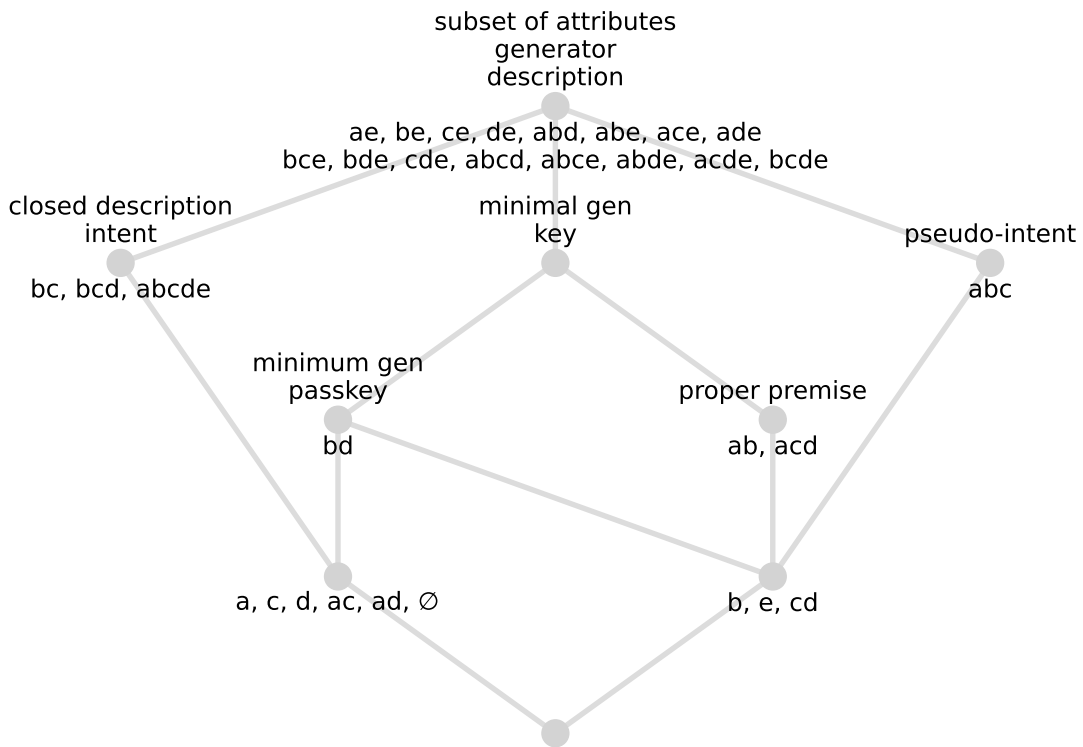 subset of attributes
generator
description
ae, be, ce, de, abd, abe, ace, ade
bce, bde, cde, abcd, abce, abde, acde, bcde
closed description
intent
bc, bcd, abcde
minimal gen
key
pseudo-intent
abc
minimum gen
passkey
bd
proper premise
ab, acd
a, c, d, ac, ad, ∅
b, e, cd